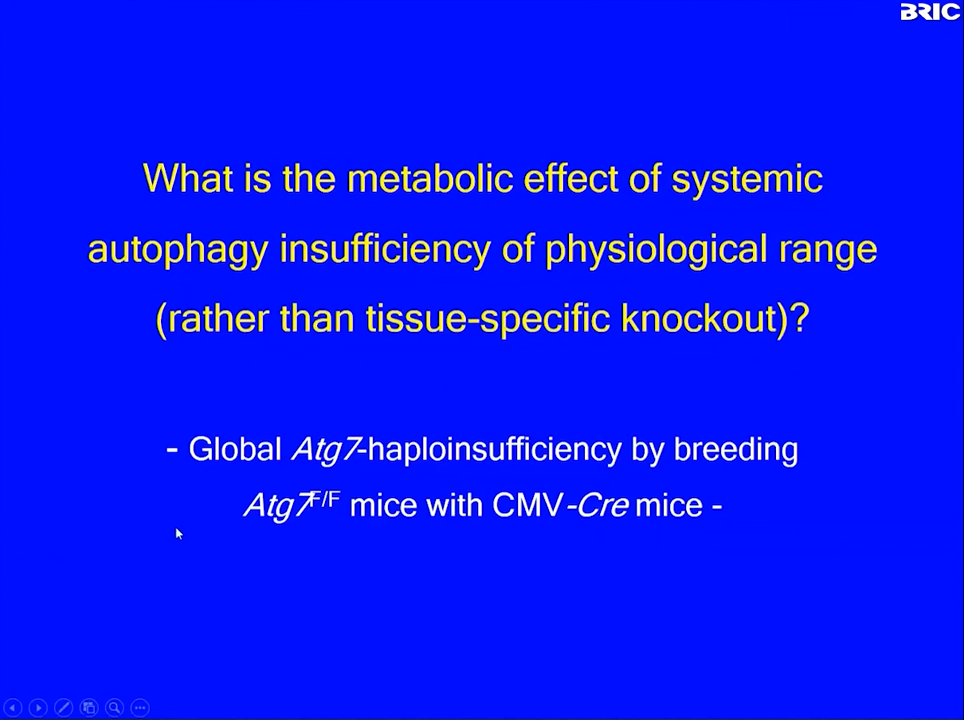 BRIC
What is the metabolic effect of systemic
autophagy insufficiency of physiological range
(rather than tissue-specific knockout)?
- Global Atg7-haploinsufficiency by breeding
Atg7F/F mice with CMV-Cre mice -